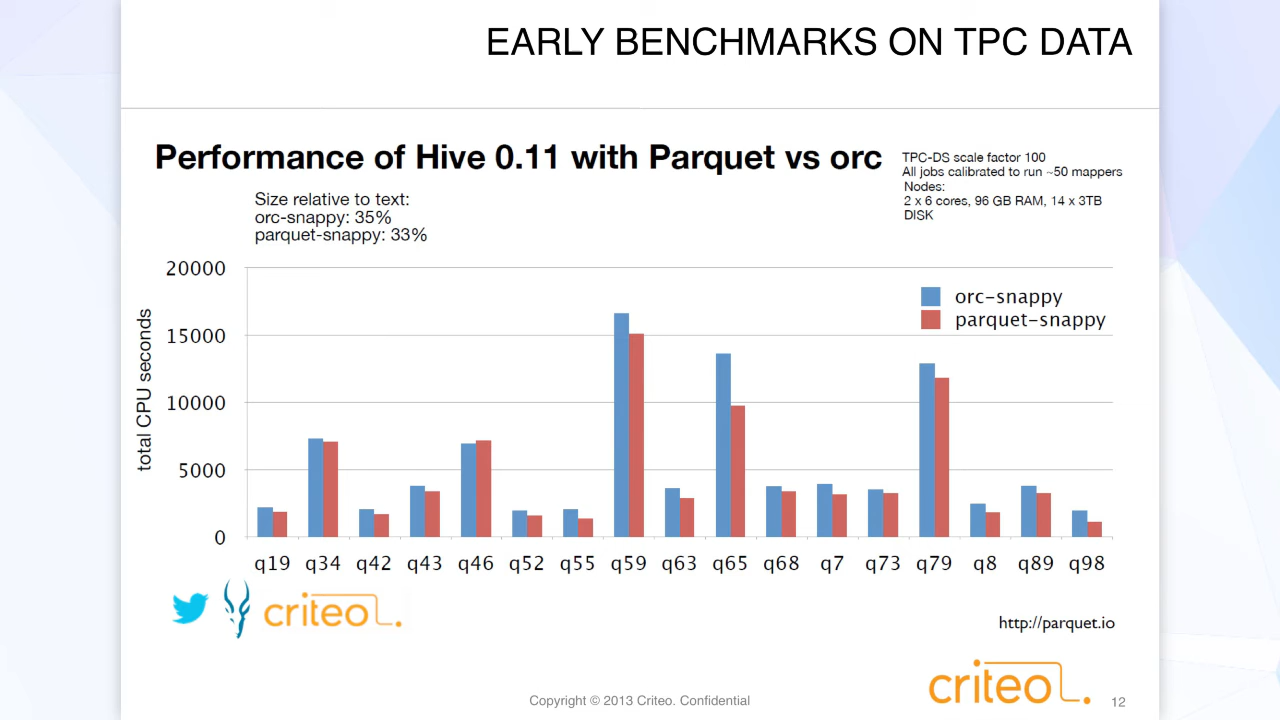 EARLY BENCHMARKS ON TPC DATA
Performance of Hive 0.11 with Parquet vs orc
TPC-DS scale factor 100
All jobs calibrated to run ~50 mappers
Nodes:
2 x 6 cores, 96 GB RAM, 14 x 3TB
DISK
Size relative to text:
orc-snappy: 35%
parquet-snappy: 33%
total CPU seconds
20000
15000
10000
5000
0
orc-snappy
parquet-snappy
q19 q34 q42 q43 q46 q52 q55 q59 q63 q65 q68 q7 q73 q79 q8 q89 q98
criteo
http://parquet.io
criteo
Copyright © 2013 Criteo. Confidential
12